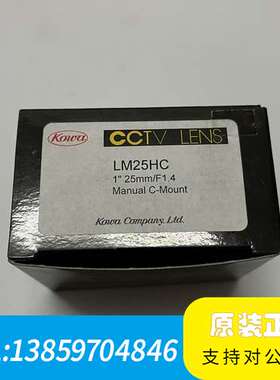 Kowa
CCTV LENS
LM25HC
1" 25mm/F1.4
Manual C-Mount
Kowa Company, Ltd.
原装正
:13859704846
支持对公